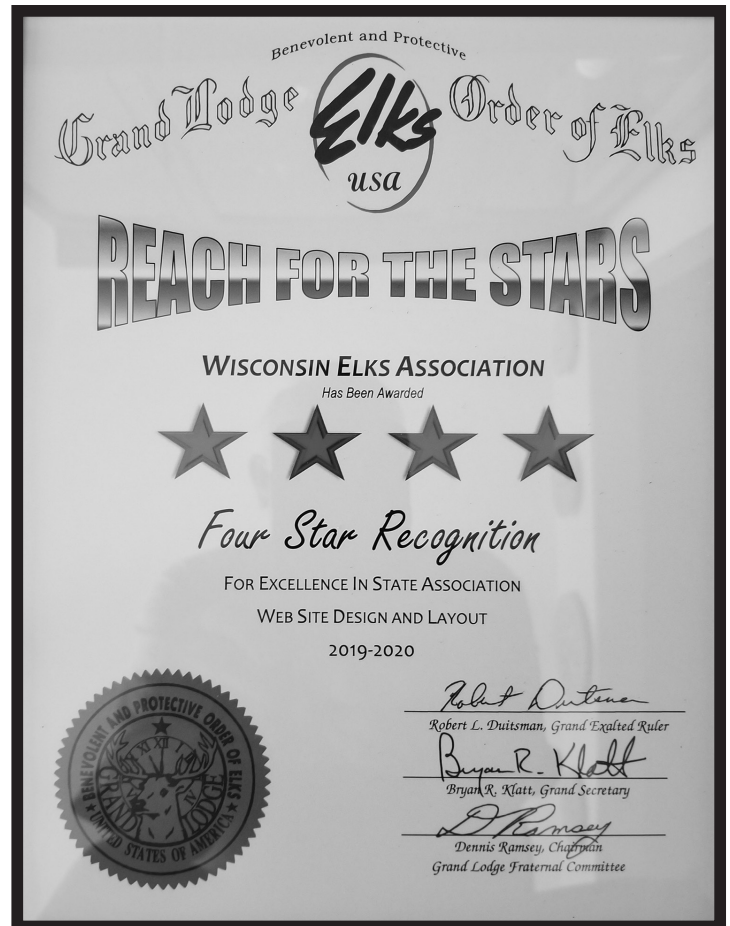 Benevolent and Protective
Grand Lodge Elks Order of Elks
usa
REACH FOR THE STARS
WISCONSIN ELKS ASSOCIATION
Has Been Awarded
Four Star Recognition
FOR EXCELLENCE IN STATE ASSOCIATION
WEB SITE DESIGN AND LAYOUT
2019-2020
Robert Duitsman
Robert L. Duitsman, Grand Exalted Ruler
Bryan R. Klatt
Bryan R. Klatt, Grand Secretary
D Ramsey
Dennis Ramsey, Chairman
Grand Lodge Fraternal Committee
BENEVOLENT AND PROTECTIVE ORDER OF ELKS
GRAND LODGE
UNITED STATES OF AMERICA